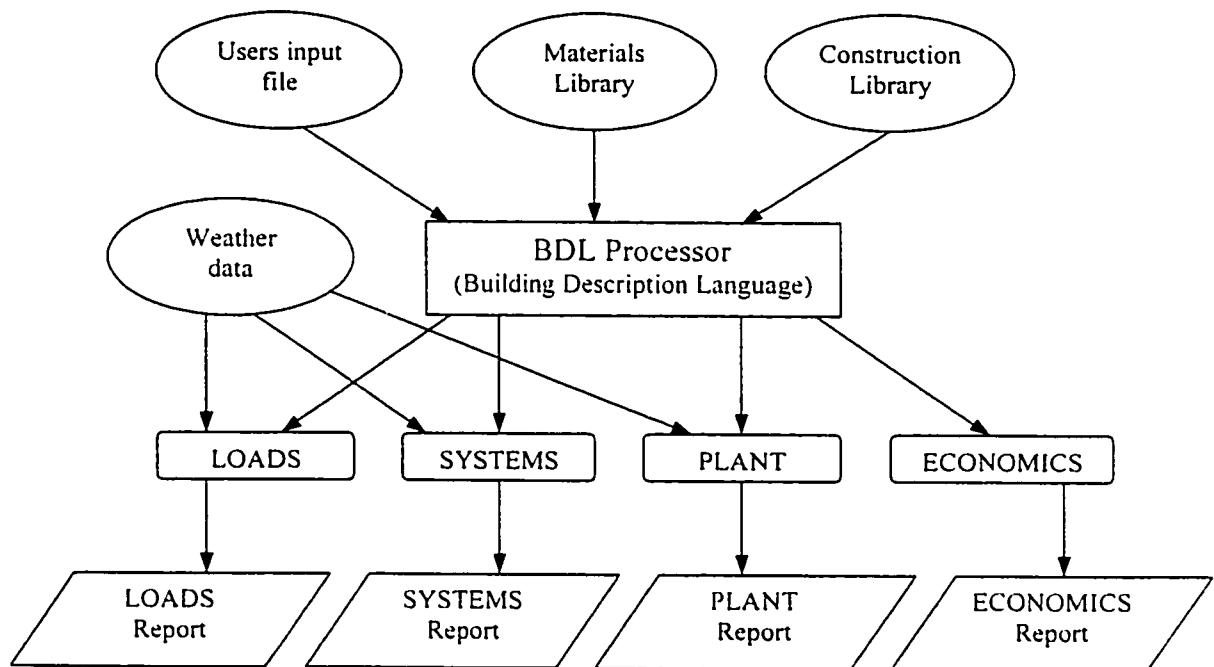 Users input
file
Materials
Library
Construction
Library
Weather
data
BDL Processor
(Building Description Language)
LOADS
SYSTEMS
PLANT
ECONOMICS
LOADS
Report
SYSTEMS
Report
PLANT
Report
ECONOMICS
Report